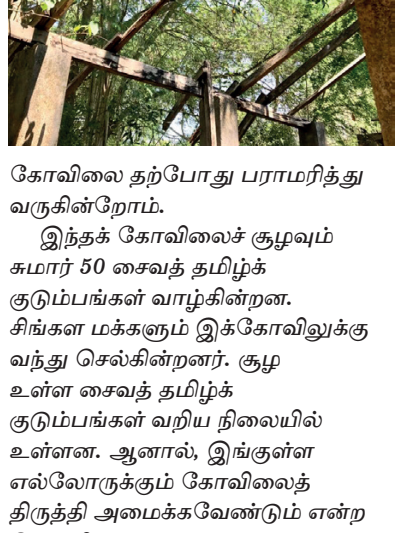 கோவிலை தற்போது பராமரித்து
வருகின்றோம்.
இந்தக் கோவிலைச் சூழவும்
சுமார் 50 சைவத் தமிழ்க்
குடும்பங்கள் வாழ்கின்றன.
சிங்கள மக்களும் இக்கோவிலுக்கு
வந்து செல்கின்றனர். சூழ
உள்ள சைவத் தமிழ்க்
குடும்பங்கள் வறிய நிலையில்
உள்ளன. ஆனால், இங்குள்ள
எல்லோருக்கும் கோவிலைத்
திருத்தி அமைக்கவேண்டும் என்ற